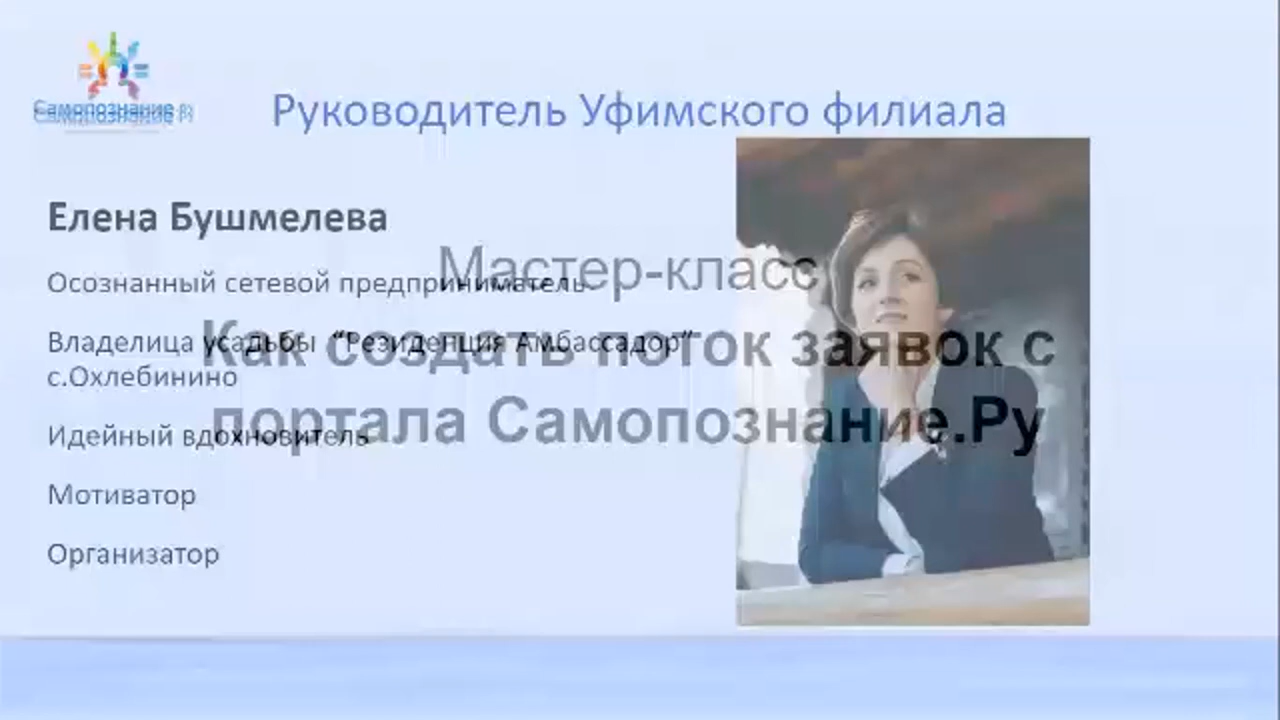 Самопознание.ру
Руководитель Уфимского филиала
Елена Бушмелева
Осознанный сетевой предприниматель
Владелица усадьбы “Резиденция Амбассадор”
с.Охлебинино
Идейный вдохновитель
Мотиватор
Организатор
Мастер-класс
Как создать поток заявок с
портала Самопознание.Ру